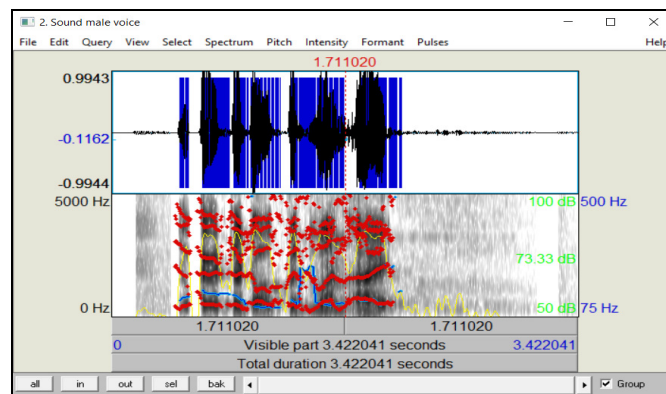 2. Sound male voice
File Edit Query View Select Spectrum Pitch Intensity Formant Pulses Help
1.711020
0.9943
-0.1162
-0.9944
5000 Hz
100 dB 500 Hz
73.33 dB
0 Hz
50 dB 75 Hz
1.711020 1.711020
0 Visible part 3.422041 seconds 3.422041
Total duration 3.422041 seconds
all in out sel bak Group